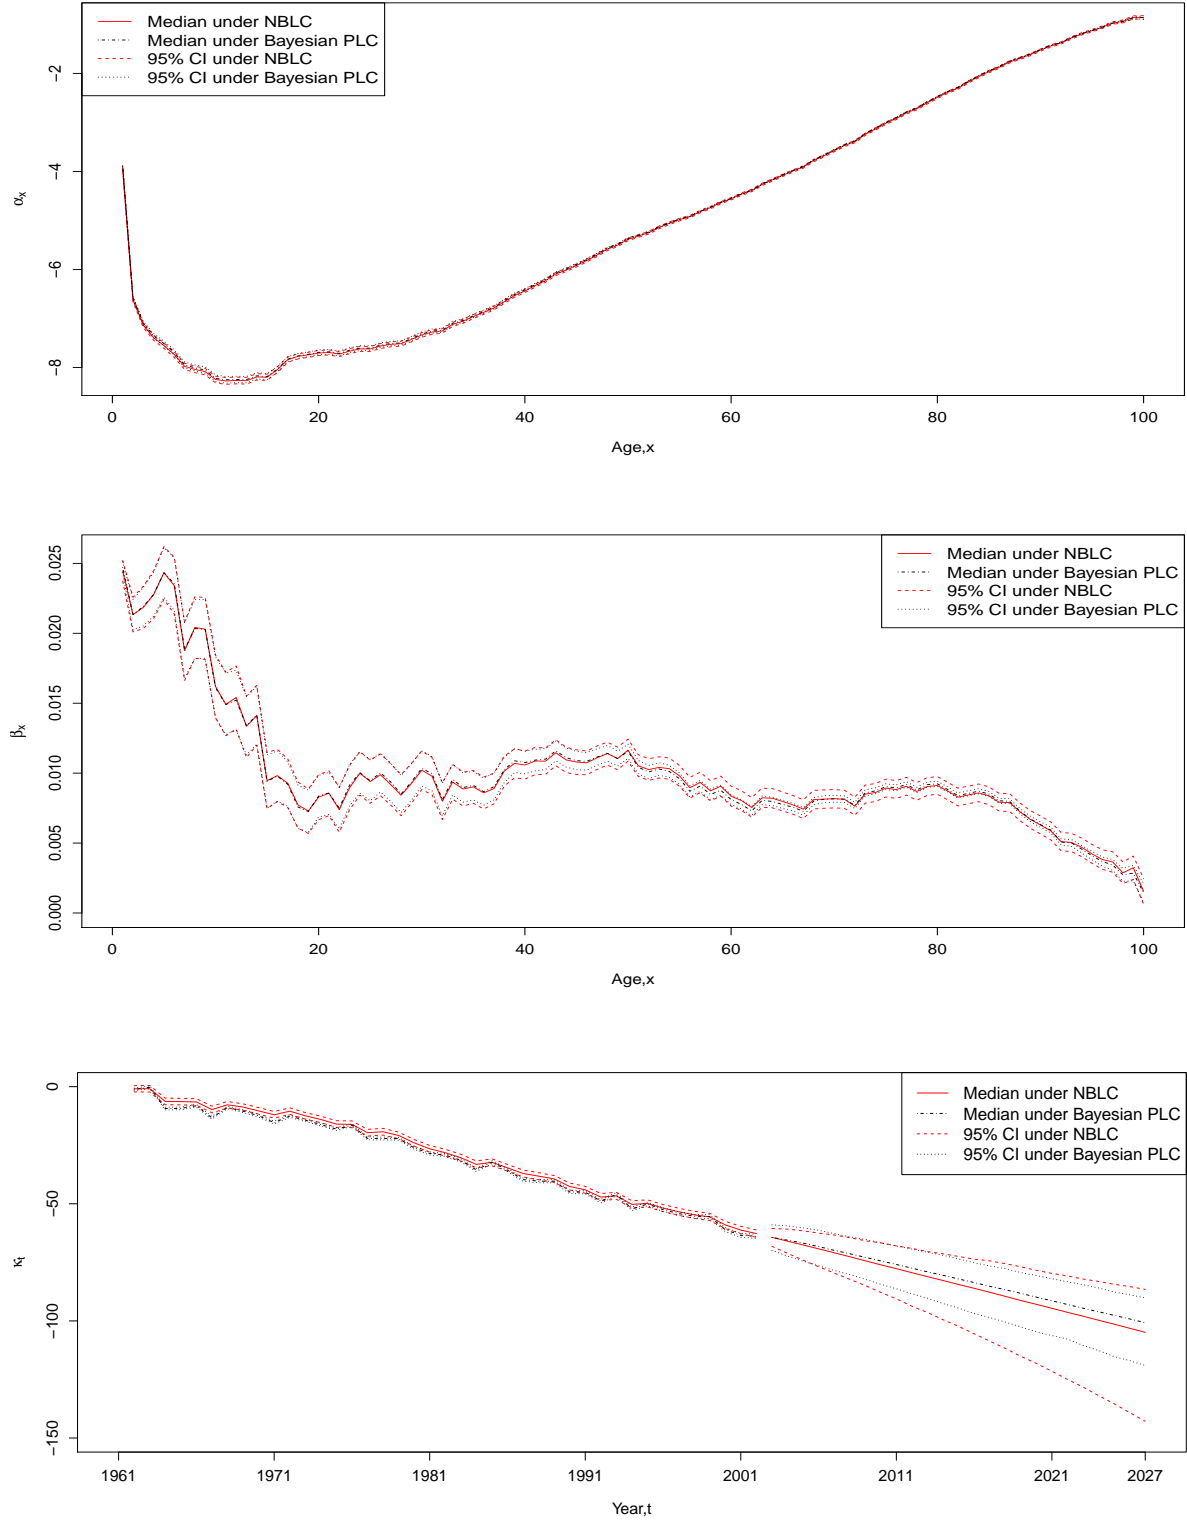 Median under NBLC
Median under Bayesian PLC
95% CI under NBLC
95% CI under Bayesian PLC
−2
−4
−6
−8
αx
0 20 40 60 80 100
Age,x
Median under NBLC
Median under Bayesian PLC
95% CI under NBLC
95% CI under Bayesian PLC
0.025
0.020
0.015
0.010
0.005
0.000
βx
0 20 40 60 80 100
Age,x
Median under NBLC
Median under Bayesian PLC
95% CI under NBLC
95% CI under Bayesian PLC
0
−50
−100
−150
κt
1961 1971 1981 1991 2001 2011 2021 2027
Year,t